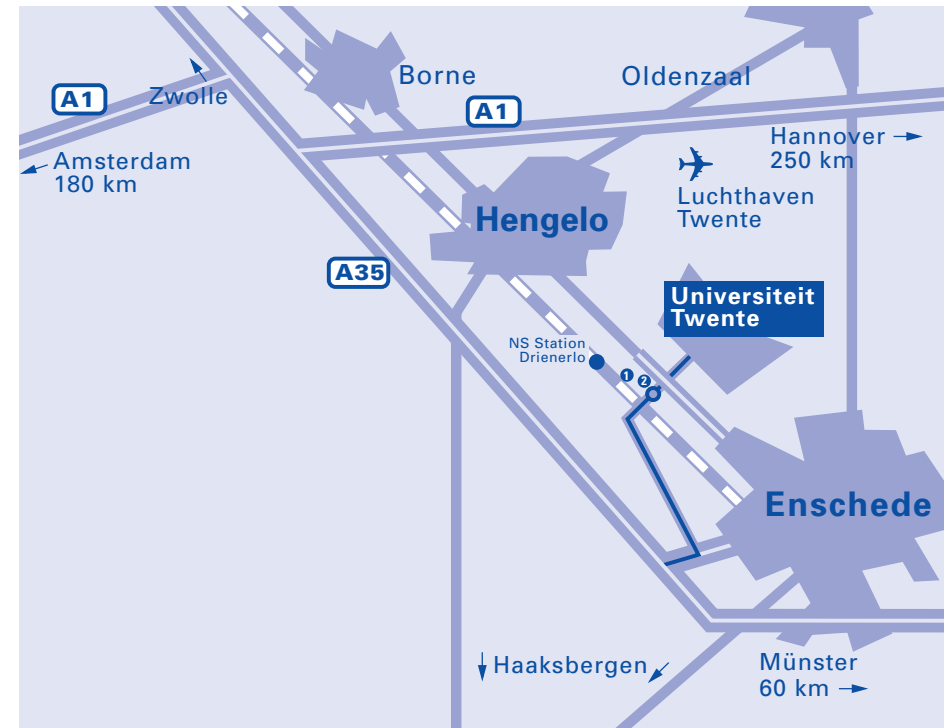 Borne
Oldenzaal
A1
Zwolle
A1
Hannover
250 km
Amsterdam
180 km
Luchthaven
Twente
Hengelo
A35
Universiteit
Twente
NS Station
Drienerlo
1 2
Enschede
Haaksbergen
Münster
60 km